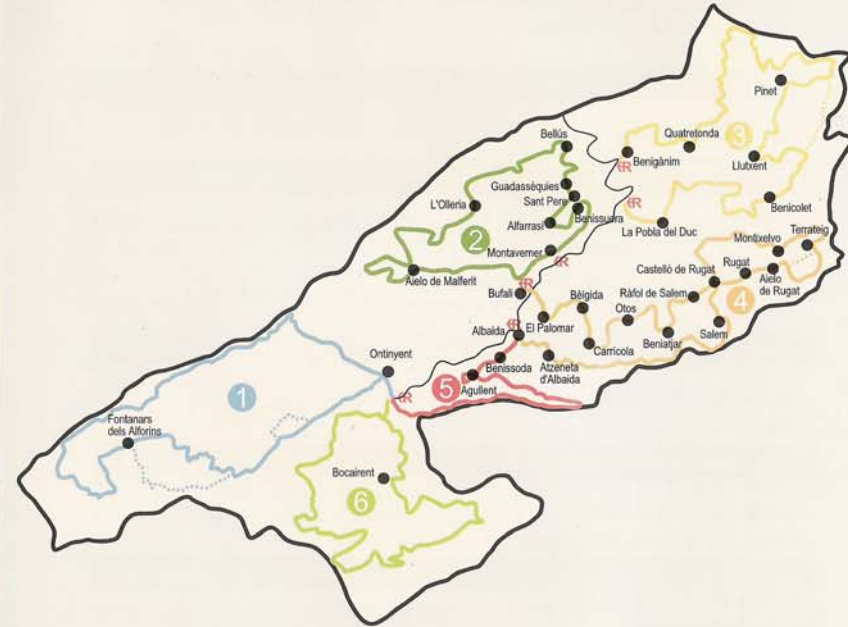 Pinet
Bellús
Quatretonda
3
Benigànim
Llutxent
Guadassèquies
Sant Pere
L'Olleria
Benissuera
Benicolet
Alfarrasí
La Pobla del Duc
Terrateig
Montixelvo
2
Montaverner
Castelló de Rugat
Rugat
Aielo de Malferit
Aielo
de Rugat
Bufali
Bèlgida
Ràfol de Salem
4
Otos
Albaida
El Palomar
Salem
Beniatjar
Carrícola
Ontinyent
Benissoda
Atzeneta
d'Albaida
5
Agullent
1
Fontanars
dels Alforins
Bocairent
6